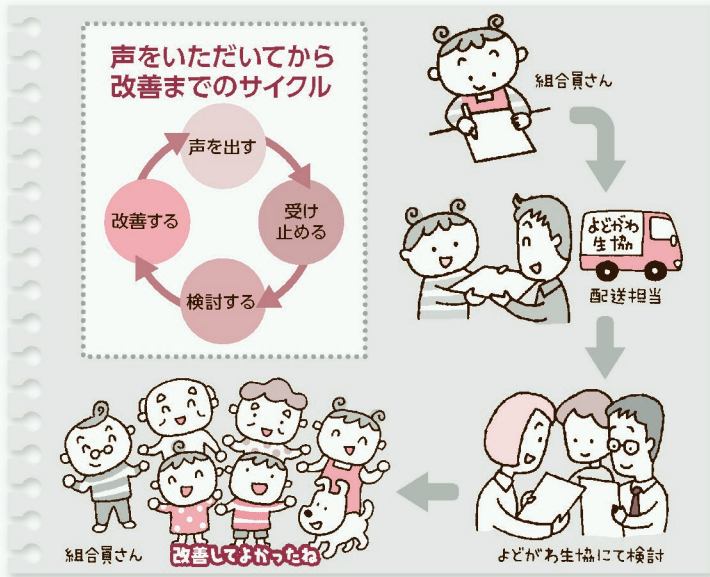 声をいただいてから
改善までのサイクル
声を出す
受け
止める
検討する
改善する
組合員さん
よどがわ
生協
配送担当
よどがわ生協にて検討
組合員さん
改善してよかったね